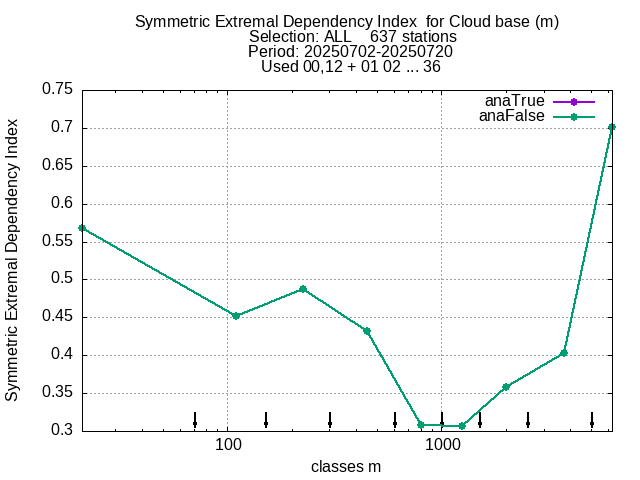 Symmetric Extremal Dependency Index  for Cloud base (m)
Selection: ALL    637 stations
Period: 20250702-20250720
Used 00,12 + 01 02 ... 36
anaTrue
anaFalse
Symmetric Extremal Dependency Index
0.75
0.7
0.65
0.6
0.55
0.5
0.45
0.4
0.35
0.3
100
1000
classes m